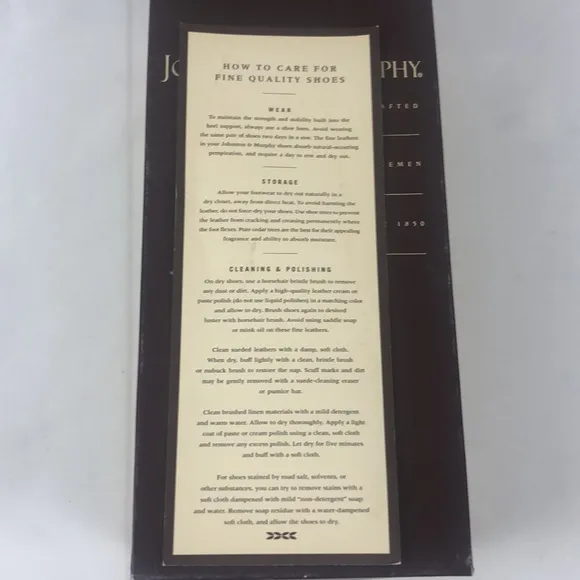 JO
PHY®
AFTED
EMEN
1850
HOW TO CARE FOR
FINE QUALITY SHOES
WEAR
To maintain the strength and stability built into the
heel support, always use a shoe horn. Avoid wearing
the same pair of shoes two days in a row. The fine leathers
in your Johnston & Murphy shoes absorb natural-occurring
perspiration, and require a day to rest and dry out.
STORAGE
Allow your footwear to dry out naturally in a
dry closet, away from direct heat. To avoid harming the
leather, do not force-dry your shoes. Use shoe trees to prevent
the leather from cracking and creasing permanently where
the foot flexes. Pure cedar trees are the best for their appealing
fragrance and ability to absorb moisture.
CLEANING & POLISHING
On dry shoes, use a horsehair bristle brush to remove
any dust or dirt. Apply a high-quality leather cream or
paste polish (do not use liquid polishes) in a matching color
and allow to dry. Brush shoes again to desired
luster with horsehair brush. Avoid using saddle soap
or mink oil on these fine leathers.
Clean sueded leathers with a damp, soft cloth.
When dry, buff lightly with a clean, bristle brush
or nubuck brush to restore the nap. Scuff marks and dirt
may be gently removed with a suede-cleaning eraser
or pumice bar.
Clean brushed linen materials with a mild detergent
and warm water. Allow to dry thoroughly. Apply a light
coat of paste or cream polish using a clean, soft cloth
and remove any excess polish. Let dry for five minutes
and buff with a soft cloth.
For shoes stained by road salt, solvents, or
other substances, you can try to remove stains with a
soft cloth dampened with mild "non-detergent" soap
and water. Remove soap residue with a water-dampened
soft cloth, and allow the shoes to dry.